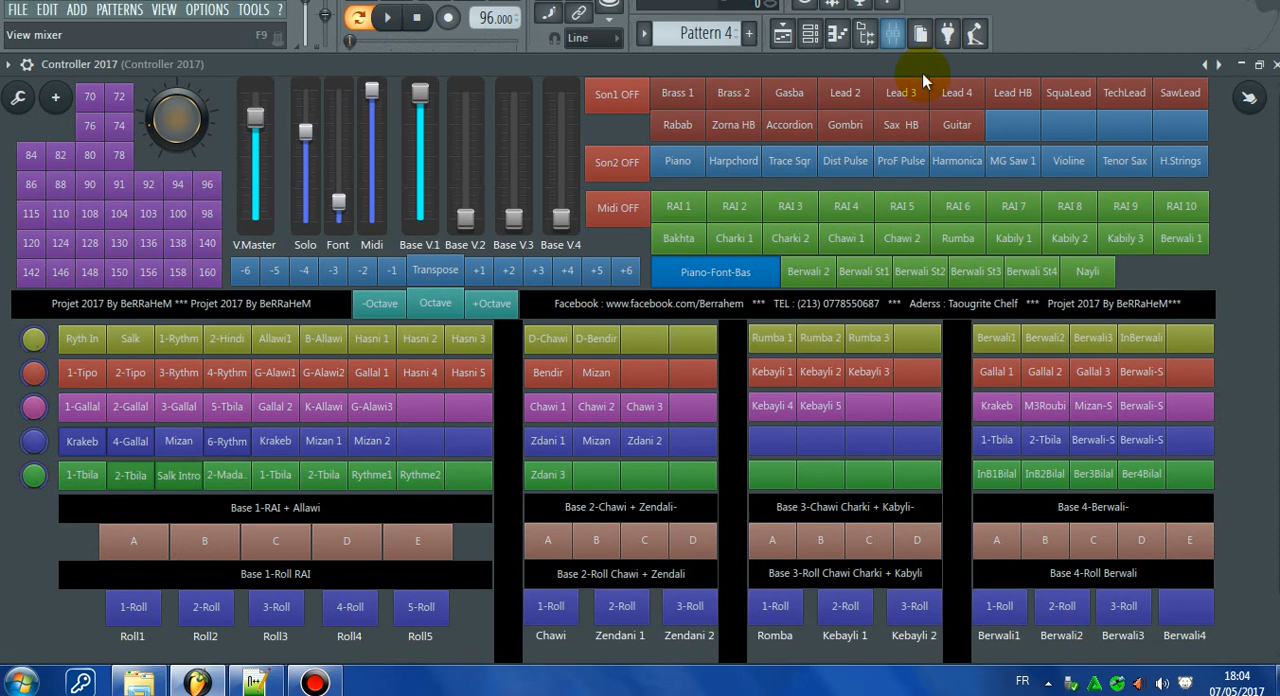 FILE EDIT ADD PATTERNS VIEW OPTIONS TOOLS ?
View mixer F9
96.000
Line
Pattern 4
Controller 2017 (Controller 2017)
70 72
76 74
84 82 80 78
86 88 90 91 92 94 96
115 110 108 104 103 100 98
120 124 128 130 136 138 140
142 144 146 150 152 158 160
V.Master Solo Font Midi Base V.1 Base V.2 Base V.3 Base V.4
-6 -5 -4 -3 -2 -1 Transpose +1 +2 +3 +4 +5 +6
Son1 OFF Brass 1 Brass 2 Gasba Lead 2 Lead 3 Lead 4 Lead HB SquaLead TechLead SawLead
Rabab Zorna HB Accordion Gombri Sax HB Guitar
Son2 OFF Piano Harpchord Trace Sqr Dist Pulse ProF Pulse Harmonica MG Saw 1 Violine Tenor Sax H.Strings
Midi OFF RAI 1 RAI 2 RAI 3 RAI 4 RAI 5 RAI 6 RAI 7 RAI 8 RAI 9 RAI 10
Bakhta Charki 1 Charki 2 Chawi 1 Chawi 2 Rumba Kabily 1 Kabily 2 Kabily 3 Berwali 1
Piano-Font-Bas Berwali 2 Berwali St1 Berwali St2 Berwali St3 Berwali St4 Nayli
Projet 2017 By BeRRaHeM *** Projet 2017 By BeRRaHeM -Octave Octave +Octave Facebook : www.facebook.com/Berrahem *** TEL : (213) 0778550687 *** Aderss : Taougrite Chelf *** Projet 2017 By BeRRaHeM***
Ryth In Salk 1-Rythm 2-Hindi Allawi1 B-Allawi Hasni 1 Hasni 2 Hasni 3 D-Chawi D-Bendir Rumba 1 Rumba 2 Rumba 3 Berwali1 Berwali2 Berwali3 InBerwali
1-Tipo 2-Tipo 3-Rythm 4-Rythm G-Alawi1 G-Alawi2 Gallal 1 Hasni 4 Hasni 5 Bendir Mizan Kebayli 1 Kebayli 2 Kebayli 3 Gallal 1 Gallal 2 Gallal 3 Berwali-S
1-Gallal 2-Gallal 3-Gallal 5-Tbila Gallal 2 K-Allawi G-Alawi3 Chawi 1 Chawi 2 Chawi 3 Kebayli 4 Kebayli 5 Krakeb M3Roubi Mizan-S Berwali-S
Krakeb 4-Gallal Mizan 6-Rythm Krakeb Mizan 1 Mizan 2 Zdani 1 Mizan Zdani 2 1-Tbila 2-Tbila Berwali-S Berwali-S
1-Tbila 2-Tbila Salk Intro 2-Mada.. 1-Tbila 2-Tbila Rythme1 Rythme2 Zdani 3 InB1Bilal InB2Bilal Ber3Bilal Ber4Bilal
Base 1-RAI + Allawi Base 2-Chawi + Zendali- Base 3-Chawi Charki + Kabyli- Base 4-Berwali-
A B C D E A B C D A B C D A B C D E
Base 1-Roll RAI Base 2-Roll Chawi + Zendali Base 3-Roll Chawi Charki + Kabyli Base 4-Roll Berwali
1-Roll 2-Roll 3-Roll 4-Roll 5-Roll 1-Roll 2-Roll 3-Roll 1-Roll 2-Roll 3-Roll 1-Roll 2-Roll 3-Roll
Roll1 Roll2 Roll3 Roll4 Roll5 Chawi Zendani 1 Zendani 2 Romba Kebayli 1 Kebayli 2 Berwali1 Berwali2 Berwali3 Berwali4
FR 18:04
07/05/2017